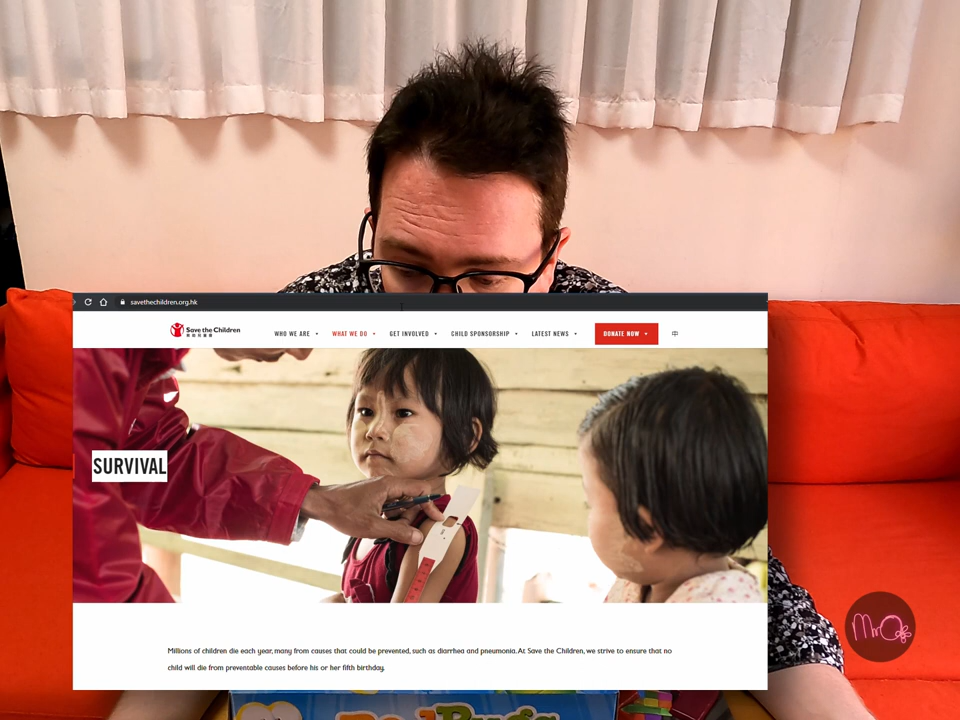 savethechildren.org.hk
Save the Children
WHO WE ARE
WHAT WE DO
GET INVOLVED
CHILD SPONSORSHIP
LATEST NEWS
DONATE NOW
中
SURVIVAL
Millions of children die each year, many from causes that could be prevented, such as diarrhea and pneumonia. At Save the Children, we strive to ensure that no
child will die from preventable causes before his or her fifth birthday.